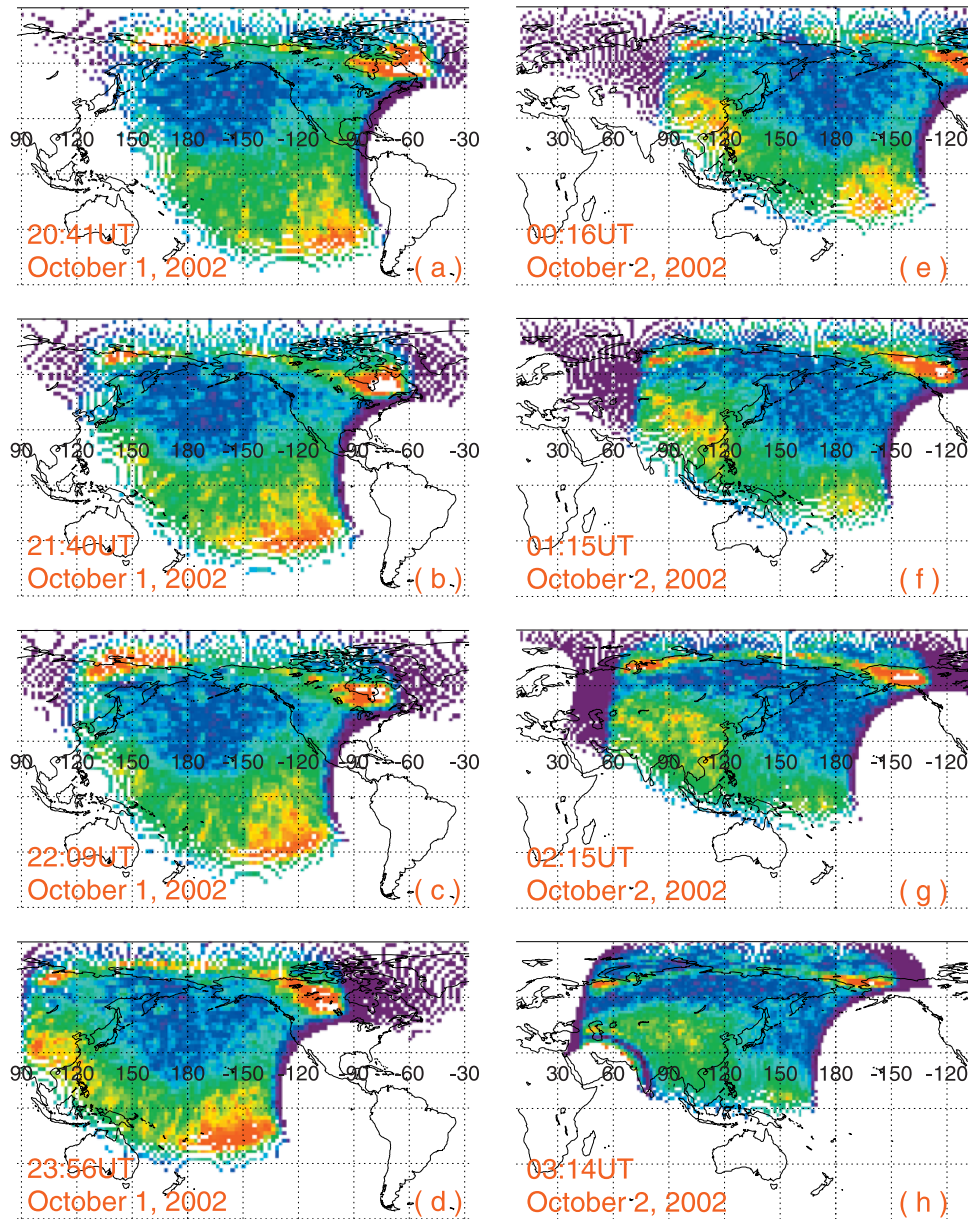 90 120 150 180 -150 -120 -90 -60 -30
20:41UT
October 1, 2002
( a )
90 120 150 180 -150 -120 -90 -60 -30
21:40UT
October 1, 2002
( b )
90 120 150 180 -150 -120 -90 -60 -30
22:09UT
October 1, 2002
( c )
90 120 150 180 -150 -120 -90 -60 -30
23:56UT
October 1, 2002
( d )
30 60 90 120 150 180 -150 -120
00:16UT
October 2, 2002
( e )
30 60 90 120 150 180 -150 -120
01:15UT
October 2, 2002
( f )
30 60 90 120 150 180 -150 -120
02:15UT
October 2, 2002
( g )
30 60 90 120 150 180 -150 -120
03:14UT
October 2, 2002
( h )